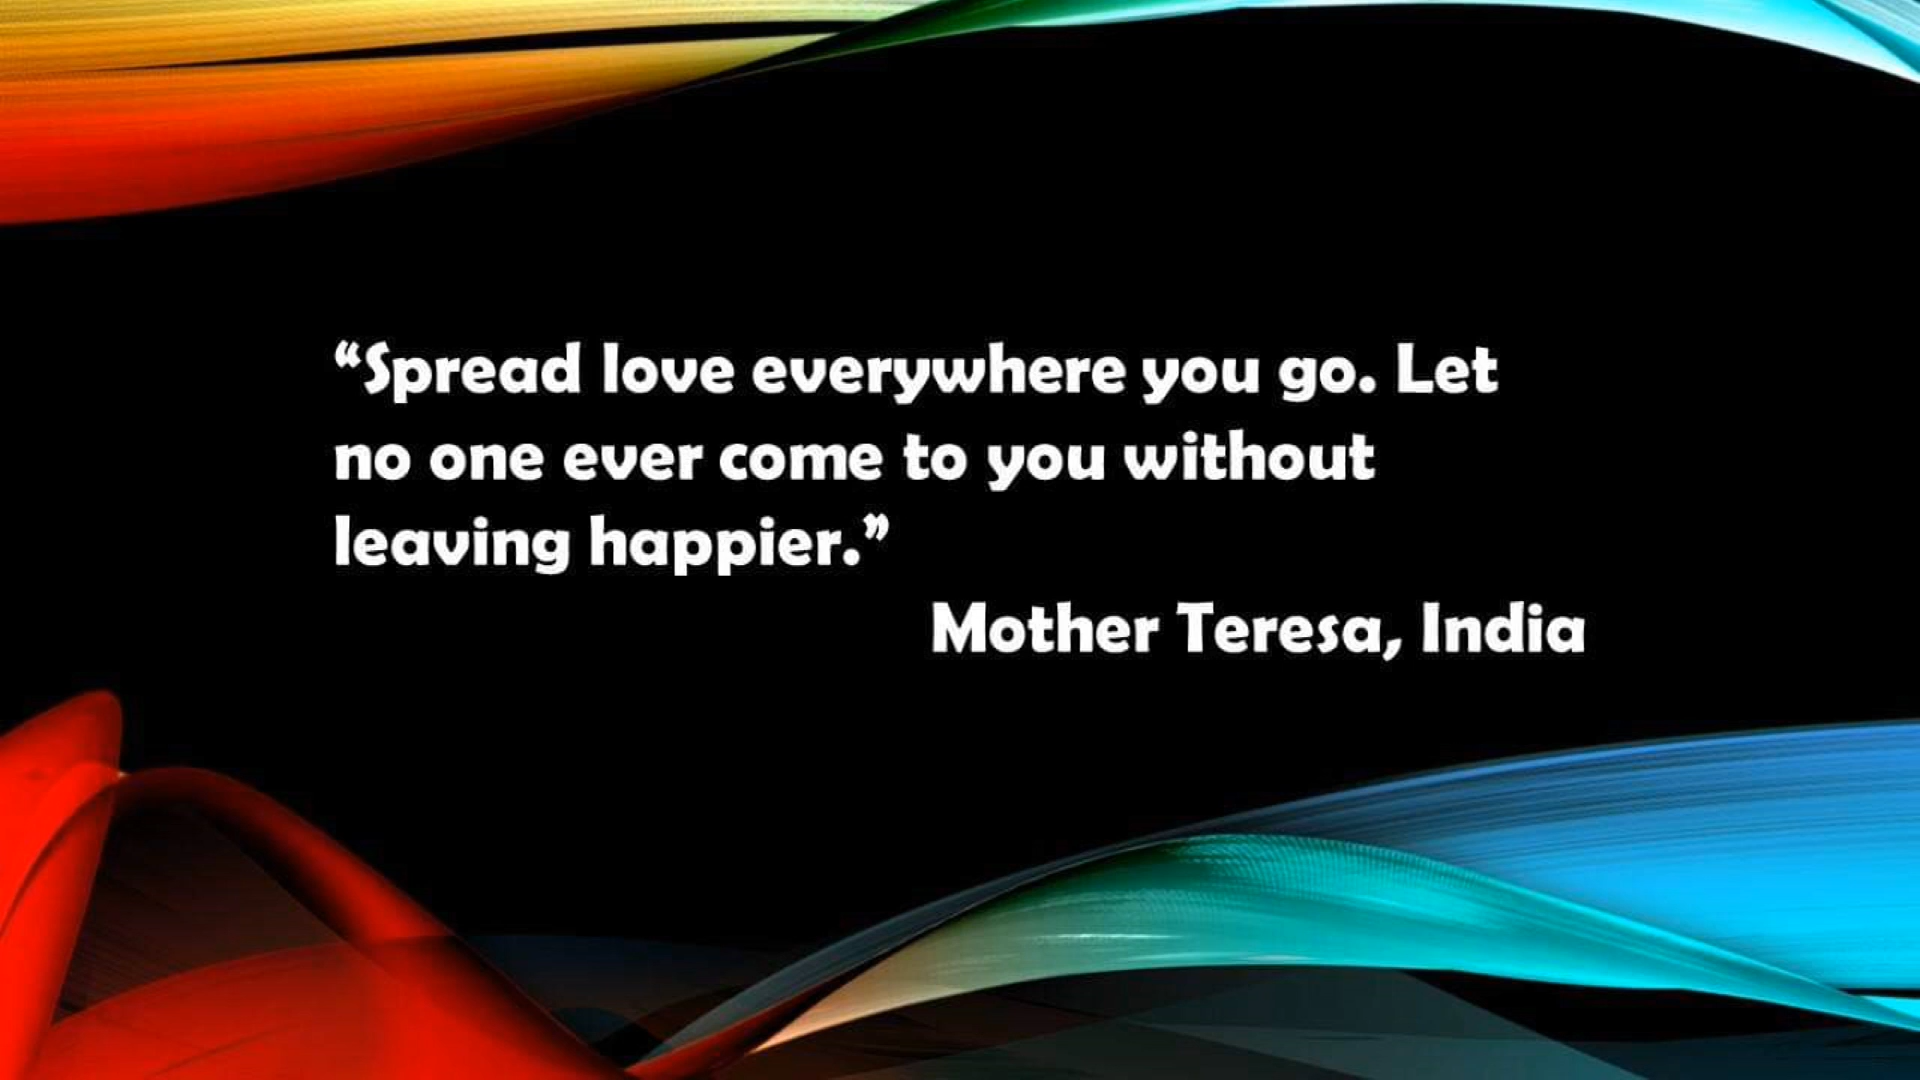 “Spread love everywhere you go. Let
no one ever come to you without
leaving happier.”
Mother Teresa, India